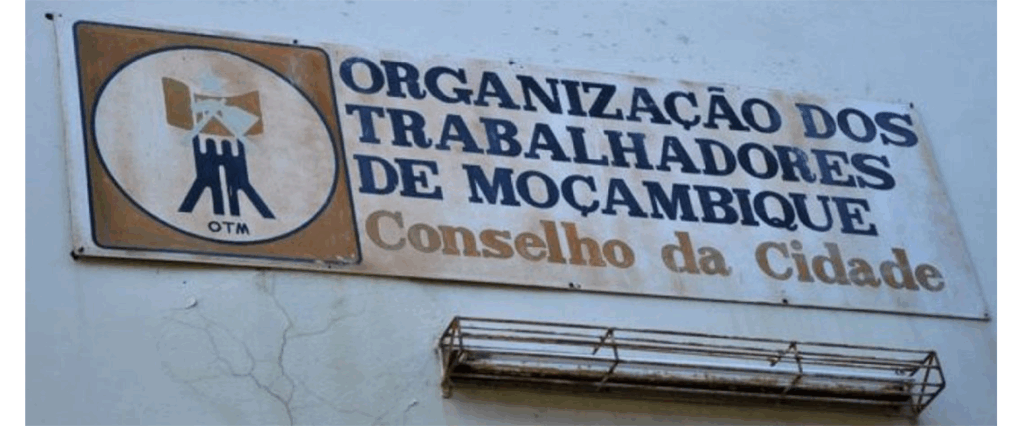 OTM
ORGANIZAÇÃO DOS
TRABALHADORES
DE MOÇAMBIQUE
Conselho da Cidade